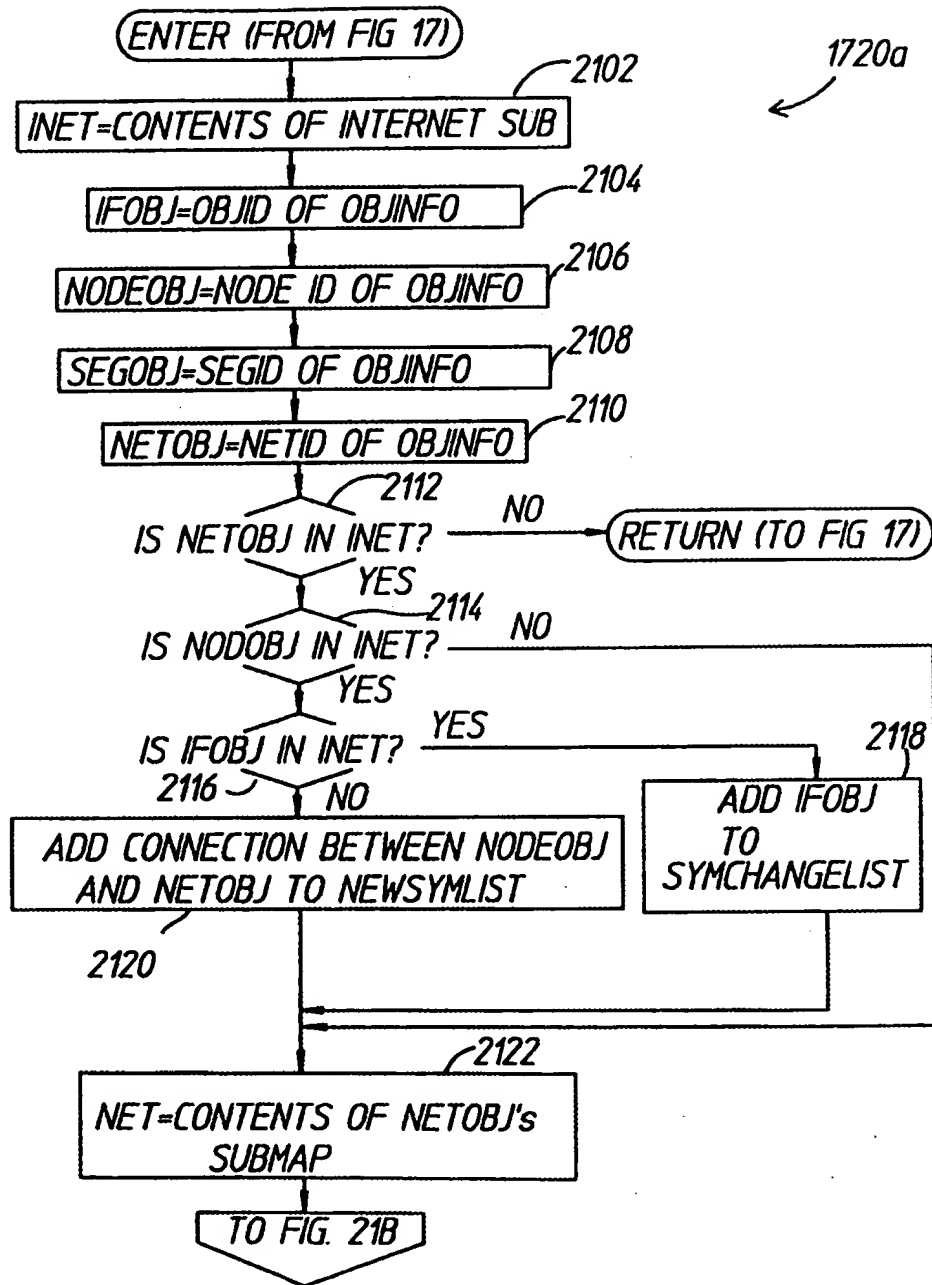 ENTER (FROM FIG 17)
1720a
2102
INET=CONTENTS OF INTERNET SUB
2104
IFOBJ=OBJID OF OBJINFO
2106
NODEOBJ=NODE ID OF OBJINFO
2108
SEGOBJ=SEGID OF OBJINFO
2110
NETOBJ=NETID OF OBJINFO
2112
IS NETOBJ IN INET?
NO
RETURN (TO FIG 17)
YES
2114
IS NODOBJ IN INET?
NO
YES
IS IFOBJ IN INET?
YES
2116
NO
2118
ADD IFOBJ
TO
SYMCHANGELIST
ADD CONNECTION BETWEEN NODEOBJ
AND NETOBJ TO NEWSYMLIST
2120
2122
NET=CONTENTS OF NETOBJ's
SUBMAP
TO FIG. 21B